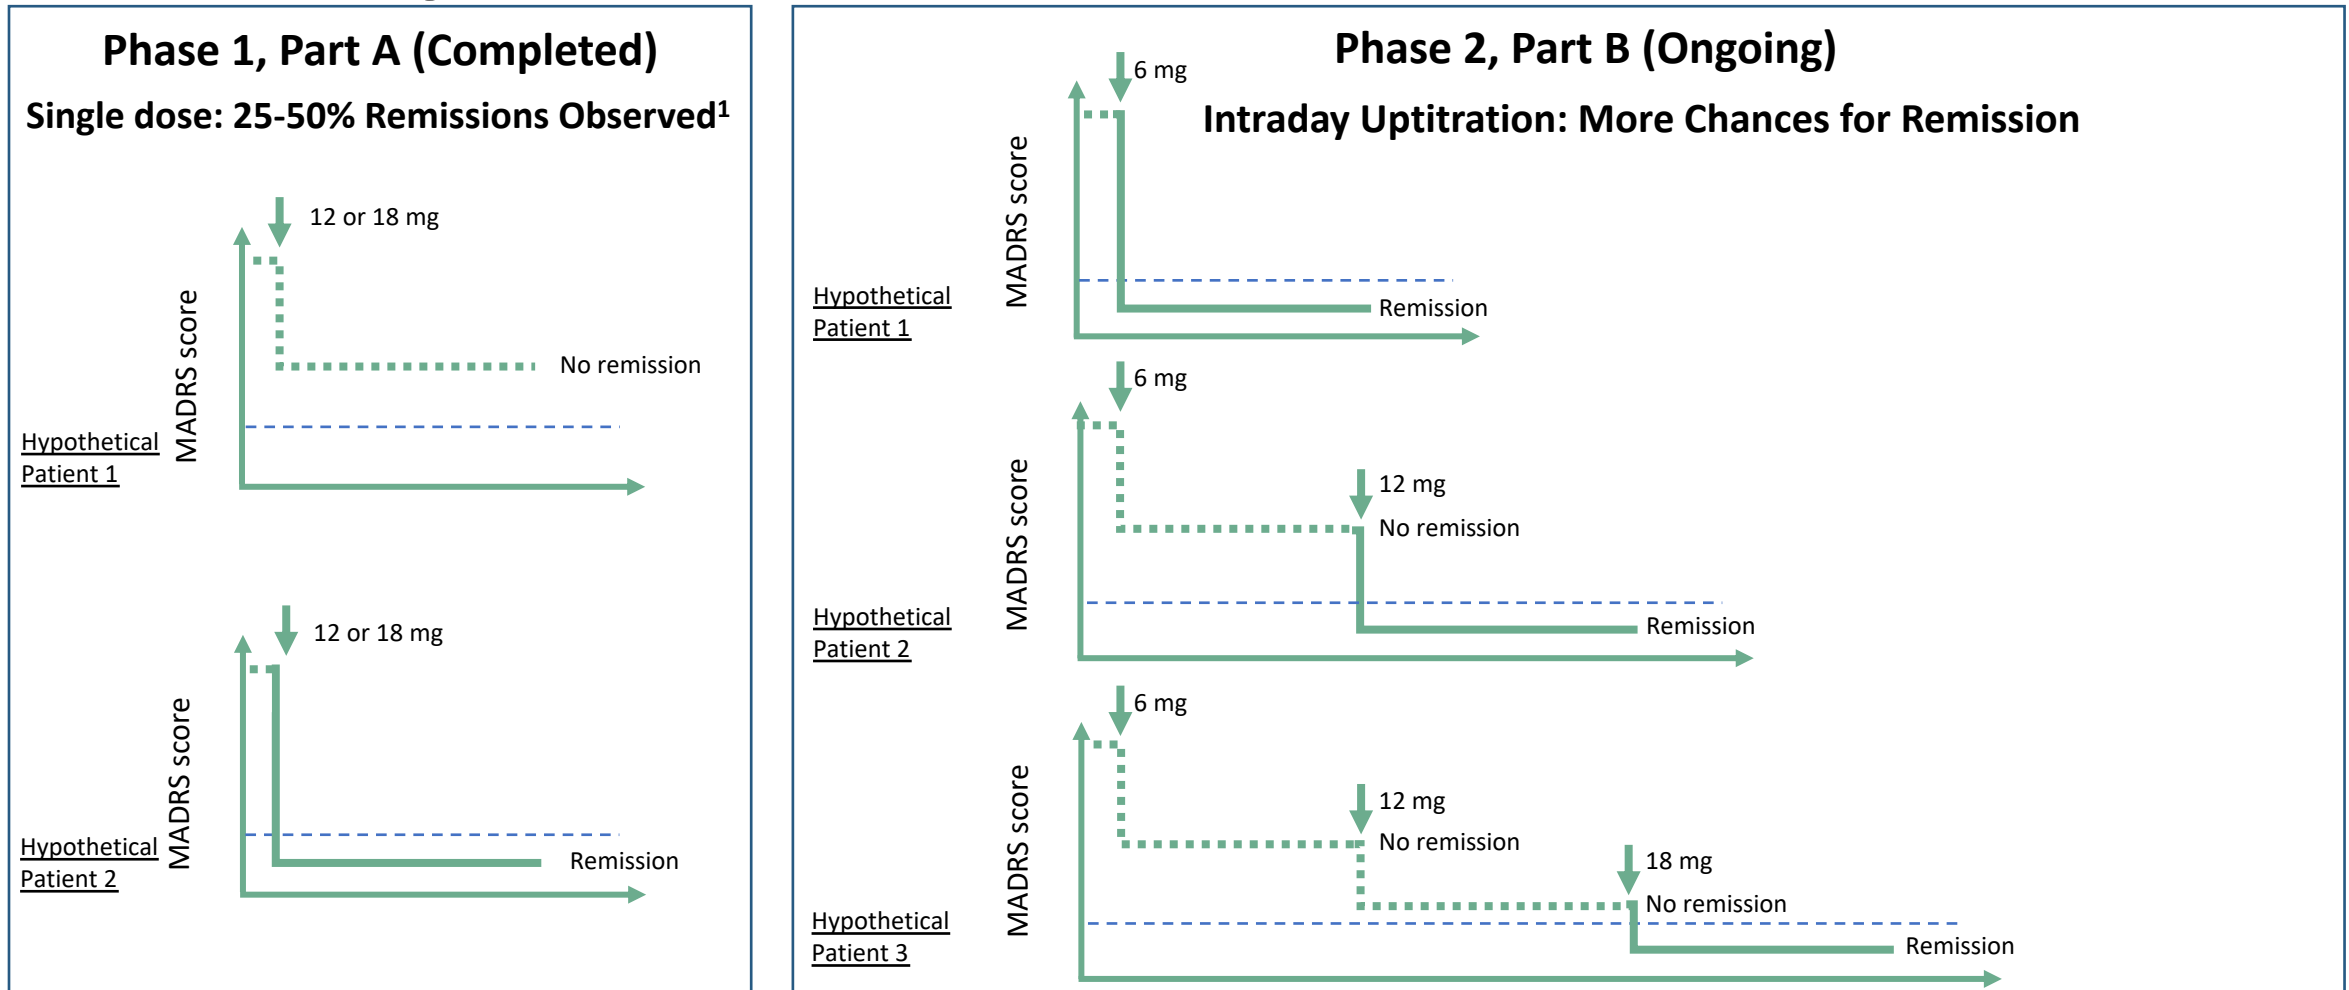 Phase 1, Part A (Completed)
Single dose: 25-50% Remissions Observed1
12 or 18 mg
MADRS score
No remission
Hypothetical
Patient 1
12 or 18 mg
MADRS score
Hypothetical
Patient 2
Remission
Phase 2, Part B (Ongoing)
Intraday Uptitration: More Chances for Remission
6 mg
MADRS score
Hypothetical
Patient 1
Remission
6 mg
MADRS score
12 mg
No remission
Hypothetical
Patient 2
Remission
6 mg
MADRS score
12 mg
No remission
18 mg
No remission
Hypothetical
Patient 3
Remission